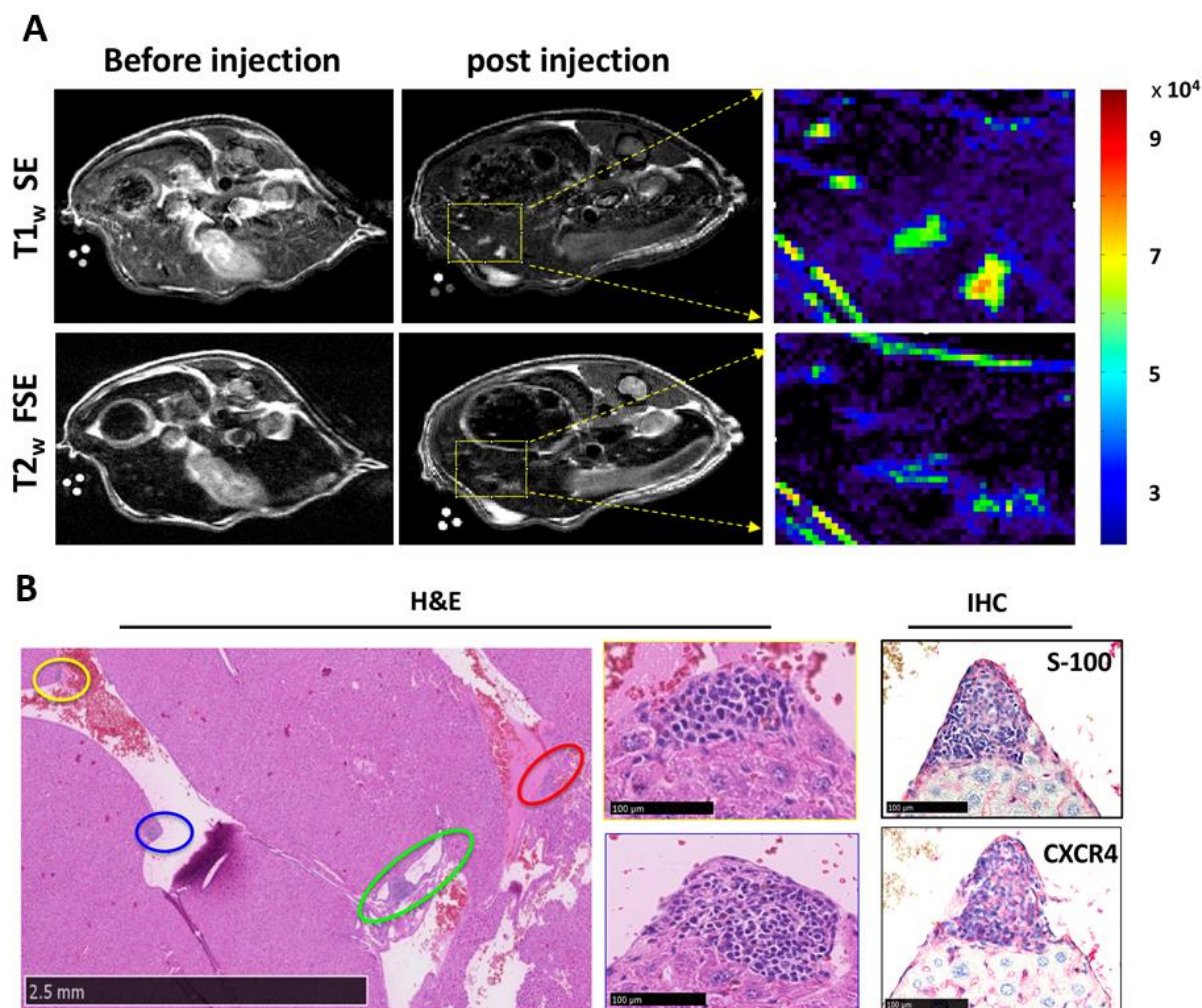 A
Before injection
post injection
T1w SE
T2w FSE
x 10⁴
9
7
5
3
B
H&E
IHC
2.5 mm
100 µm
100 µm
S-100
100 µm
CXCR4
100 µm